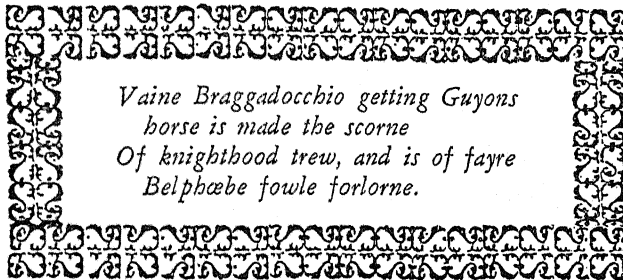 Vaine Braggadocchio getting Guyons
horse is made the scorne
Of knighthood trew, and is of fayre
Belphœbe fowle forlorne.